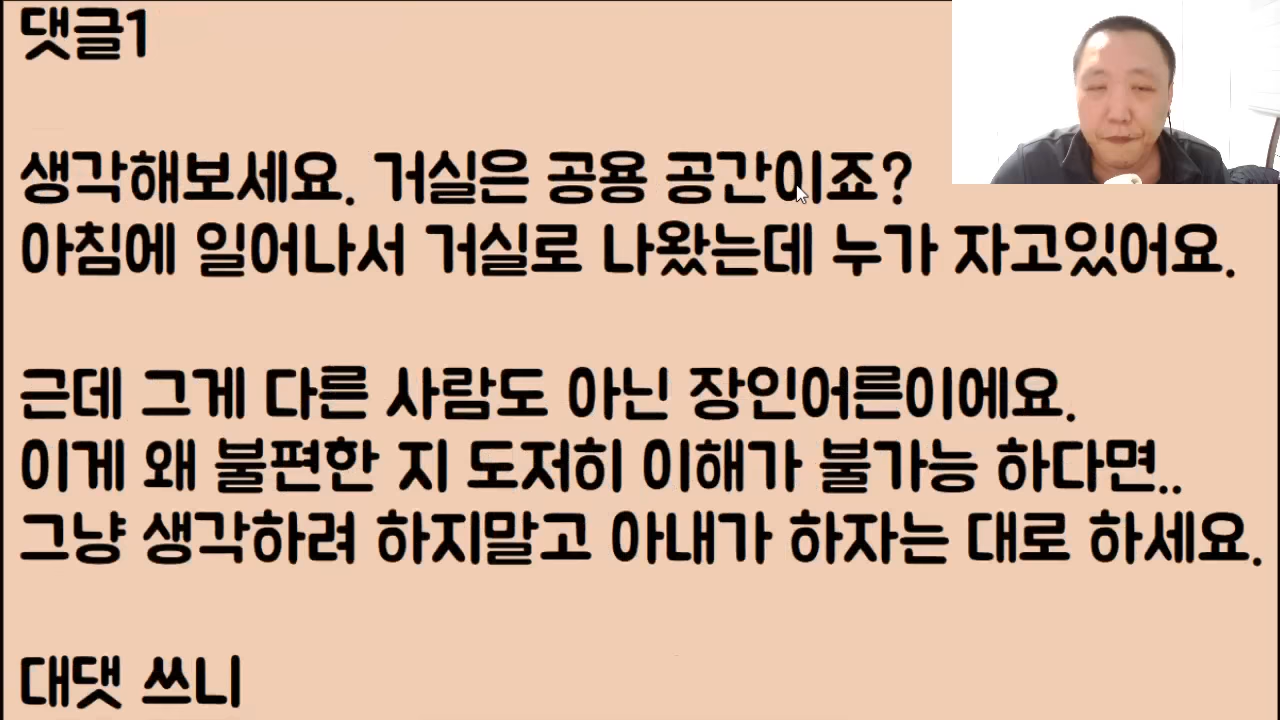 댓글1
생각해보세요. 거실은 공용 공간이죠?
아침에 일어나서 거실로 나왔는데 누가 자고있어요.
근데 그게 다른 사람도 아닌 장인어른이에요.
이게 왜 불편한 지 도저히 이해가 불가능 하다면..
그냥 생각하려 하지말고 아내가 하자는 대로 하세요.
대댓 쓰니